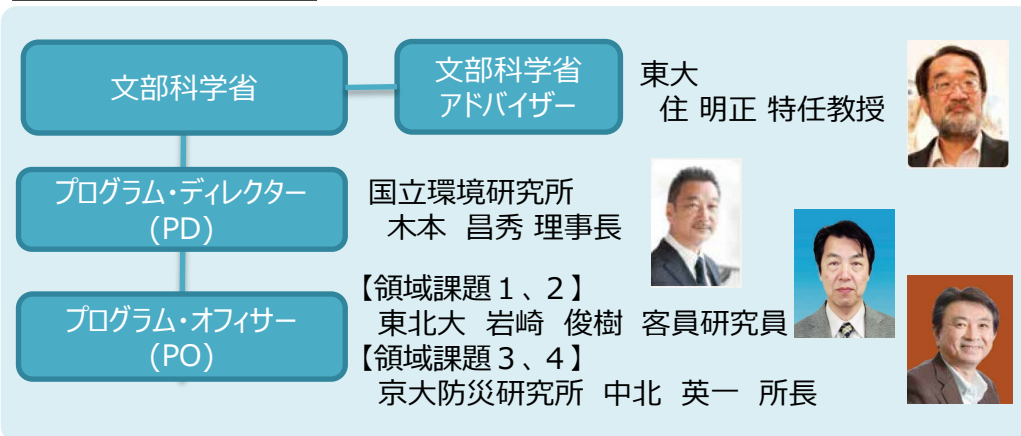 文部科学省
文部科学省
アドバイザー
東大
住 明正 特任教授
プログラム・ディレクター
(PD)
国立環境研究所
木本 昌秀 理事長
プログラム・オフィサー
(PO)
【領域課題１、２】
東北大 岩崎 俊樹 客員研究員
【領域課題３、４】
京大防災研究所 中北 英一 所長